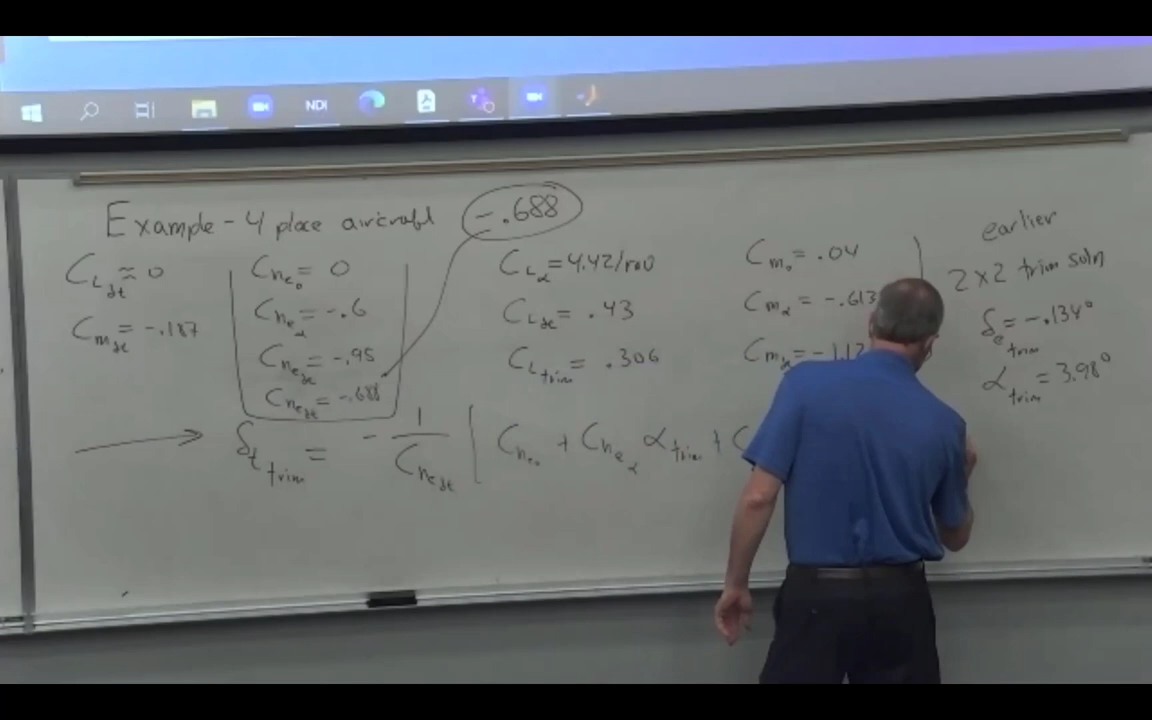 NDI
Example - 4 place aircraft -.688
C_{L_{δt}} ≈ 0
C_{m_{δe}} = -.187
C_{he_0} = 0
C_{he_α} = -.6
C_{he_{δe}} = -.95
C_{he_{δt}} = -.688
C_{L_α} = 4.42/rad
C_{L_{δe}} = .43
C_{L_{trim}} = .306
C_{m_0} = .04
C_{m_α} = -.613
earlier
2x2 trim soln
δ_{e_{trim}} = -.134°
α_{trim} = 3.98°
δ_{t_{trim}} = - 1/C_{he_{δt}} [ C_{he_0} + C_{he_α} α_{trim} + C